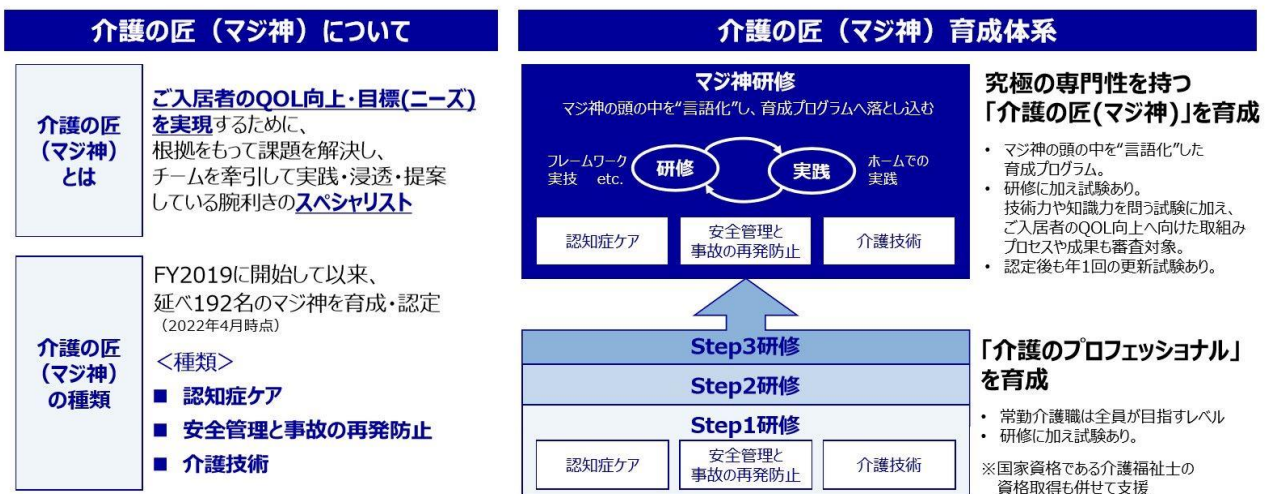 介護の匠（マジ神）について
介護の匠
（マジ神）
とは
ご入居者のQOL向上・目標(ニーズ)
を実現するために、
根拠をもって課題を解決し、
チームを牽引して実践・浸透・提案
している腕利きのスペシャリスト
介護の匠
（マジ神）
の種類
FY2019に開始して以来、
延べ192名のマジ神を育成・認定
（2022年4月時点）
＜種類＞
■ 認知症ケア
■ 安全管理と事故の再発防止
■ 介護技術
介護の匠（マジ神）育成体系
マジ神研修
マジ神の頭の中を“言語化”し、育成プログラムへ落とし込む
フレームワーク
実技 etc.
研修
実践
ホームでの
実践
認知症ケア
安全管理と
事故の再発防止
介護技術
Step3研修
Step2研修
Step1研修
認知症ケア
安全管理と
事故の再発防止
介護技術
究極の専門性を持つ
「介護の匠(マジ神)」を育成
• マジ神の頭の中を“言語化”した
育成プログラム。
• 研修に加え試験あり。
技術力や知識力を問う試験に加え、
ご入居者のQOL向上へ向けた取組み
プロセスや成果も審査対象。
• 認定後も年1回の更新試験あり。
「介護のプロフェッショナル」
を育成
• 常勤介護職は全員が目指すレベル
• 研修に加え試験あり。
※国家資格である介護福祉士の
資格取得も併せて支援